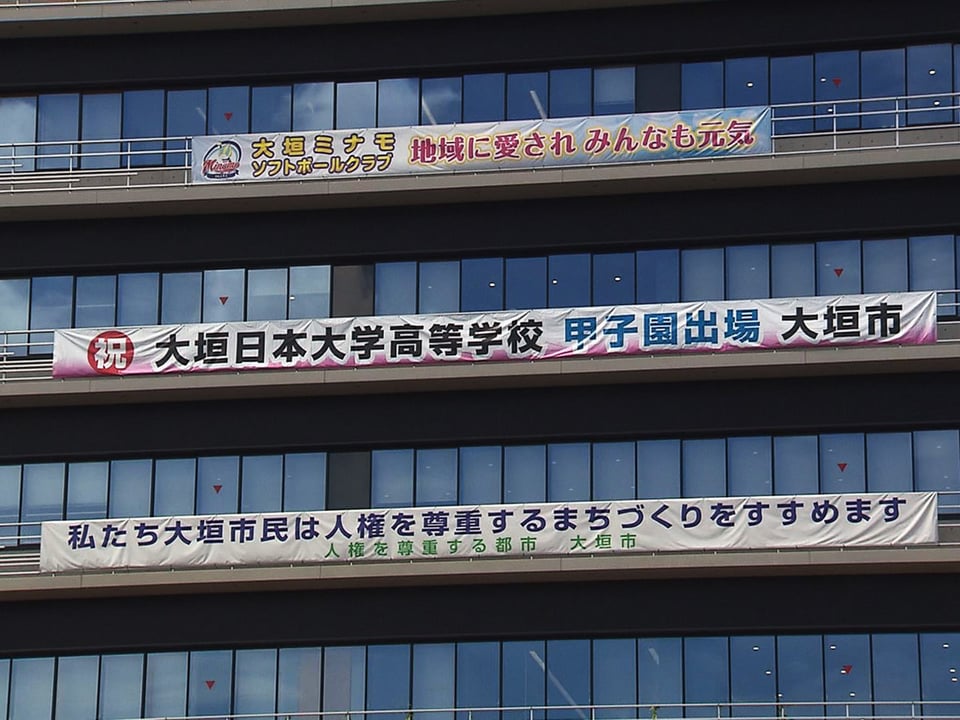 Minamo
大垣ミナモ
ソフトボールクラブ
地域に愛され みんなも元気
祝 大垣日本大学高等学校 甲子園出場 大垣市
私たち大垣市民は人権を尊重するまちづくりをすすめます
人権を尊重する都市 大垣市